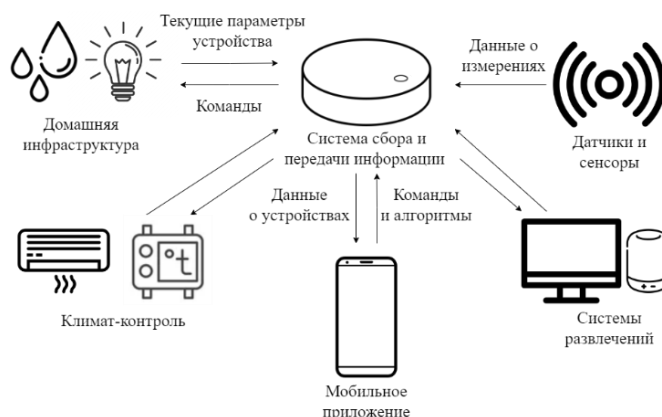 Текущие параметры
устройства
Команды
Домашняя
инфраструктура
Система сбора и
передачи информации
Данные о
измерениях
Датчики и
сенсоры
Данные
о устройствах
Команды
и алгоритмы
°t
Климат-контроль
Мобильное
приложение
Системы
развлечений